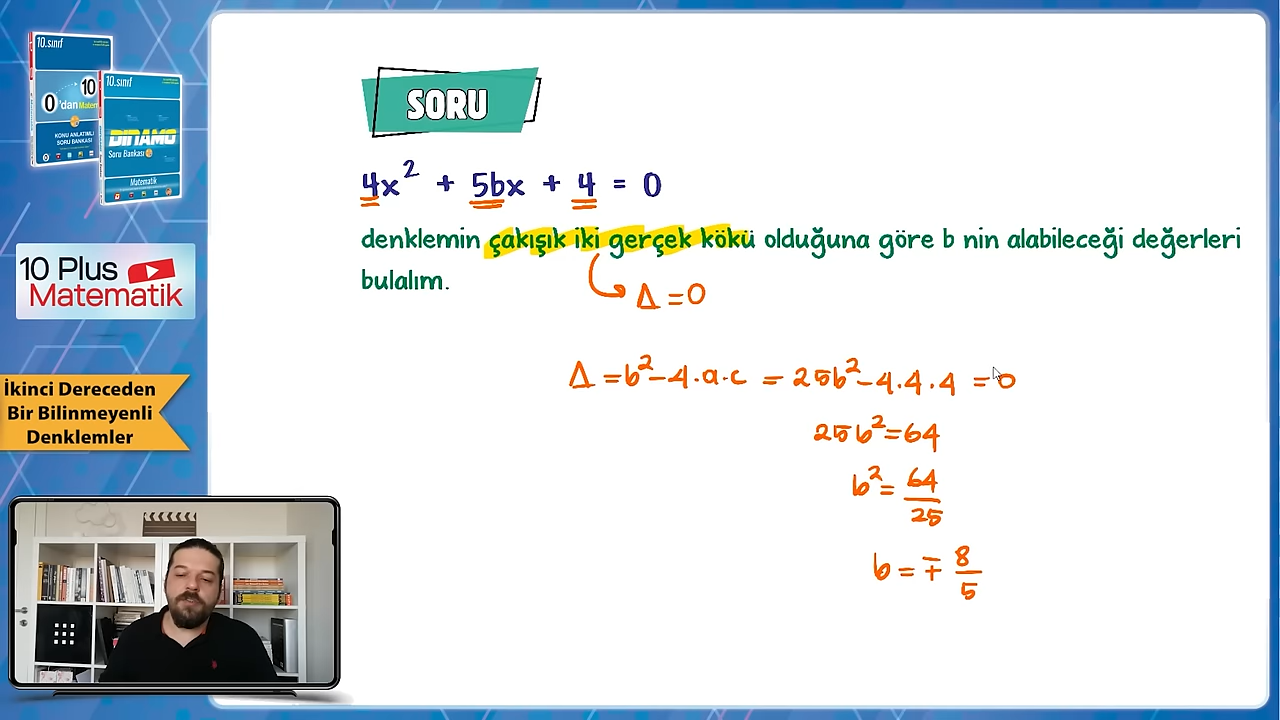 10.sınıf
0'dan 10
Matem
KONU ANLATIMLI
SORU BANKASI
10.sınıf
DİNAMO
Soru Bankası
Matematik
10 Plus
Matematik
İkinci Dereceden
Bir Bilinmeyenli
Denklemler
SORU
4x² + 5bx + 4 = 0
denklemin çakışık iki gerçek kökü olduğuna göre b nin alabileceği değerleri
bulalım.
Δ = 0
Δ = b² - 4 . a . c = 25b² - 4 . 4 . 4 = 0
25b² = 64
b² = 64/25
b = ∓ 8/5